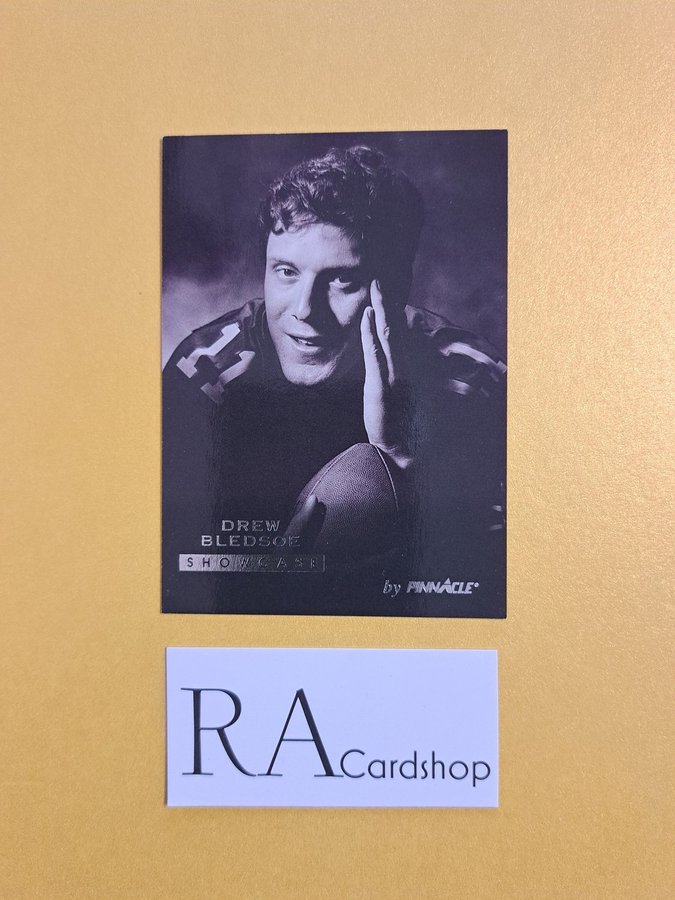 DREW
BLEDSOE
SHOWCASE
by PINNACLE
RA Cardshop